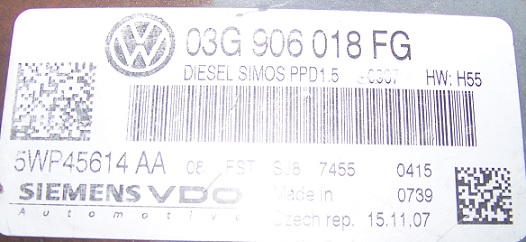 03G 906 018 FG
DIESEL SIMOS PPD1.5 HW: H55
5WP45614 AA 7455 0415
SIEMENS VDO Made in 0739
Automotive Czech rep. 15.11.07